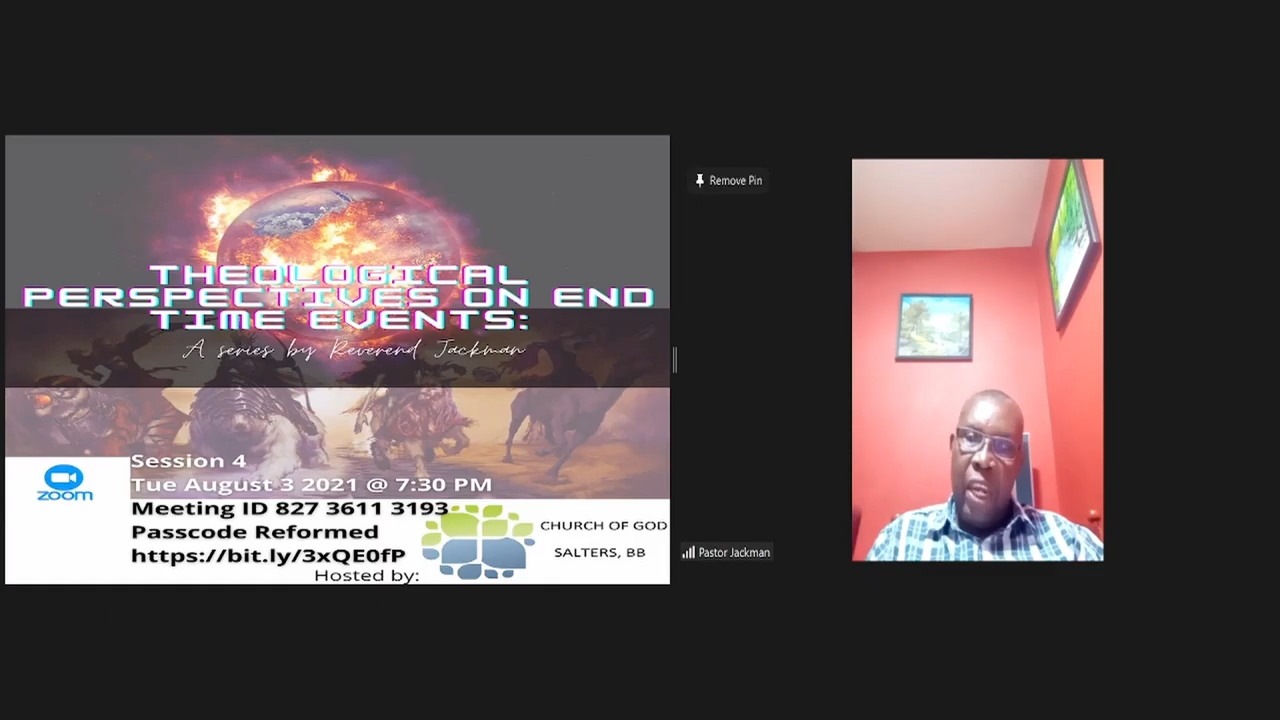 THEOLOGICAL
PERSPECTIVES ON END
TIME EVENTS:
A series by Reverend Jackman
Session 4
Tue August 3 2021 @ 7:30 PM
Meeting ID 827 3611 3193
Passcode Reformed
https://bit.ly/3xQE0fP
Hosted by:
zoom
CHURCH OF GOD
SALTERS, BB
Remove Pin
Pastor Jackman